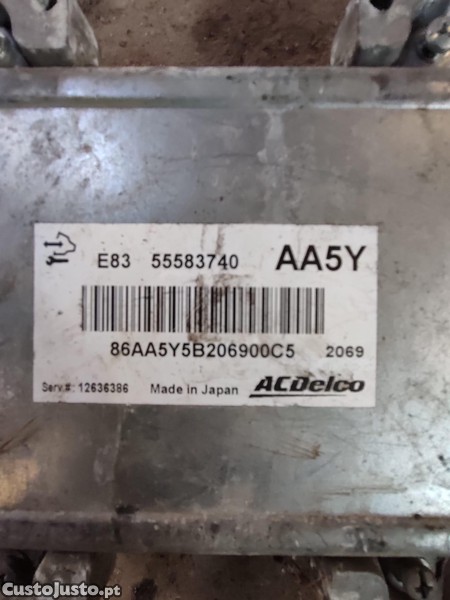 E83 55583740 AA5Y
86AA5Y5B206900C5 2069
Serv.#: 12636386 Made in Japan ACDelco
CustoJusto.pt